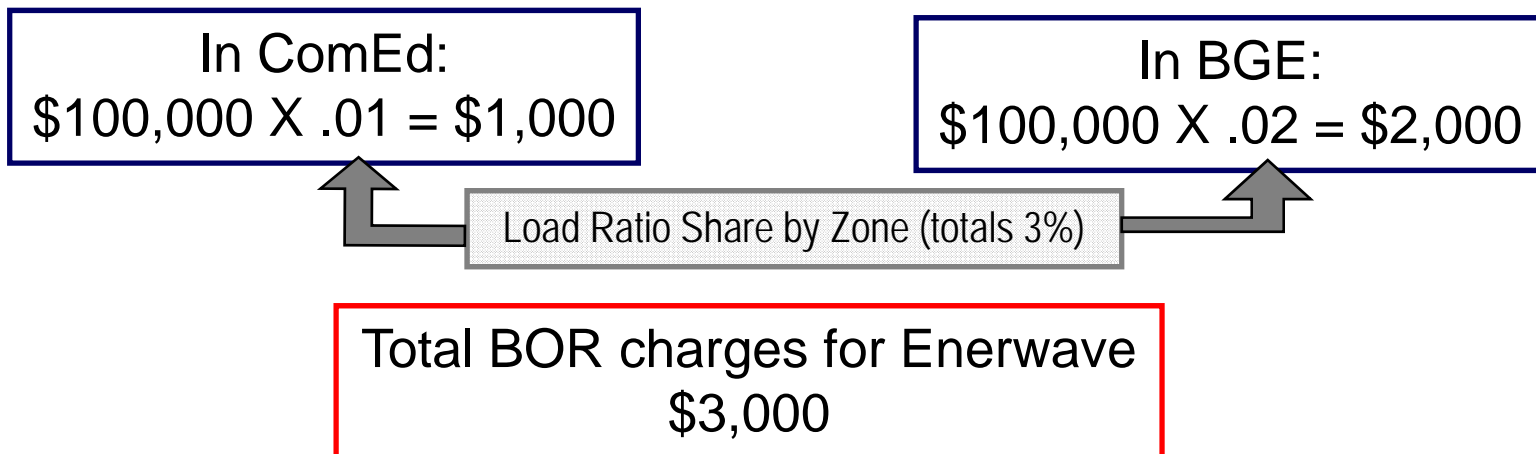 In ComEd:
$100,000 X .01 = $1,000
In BGE:
$100,000 X .02 = $2,000
Load Ratio Share by Zone (totals 3%)
Total BOR charges for Enerwave
$3,000